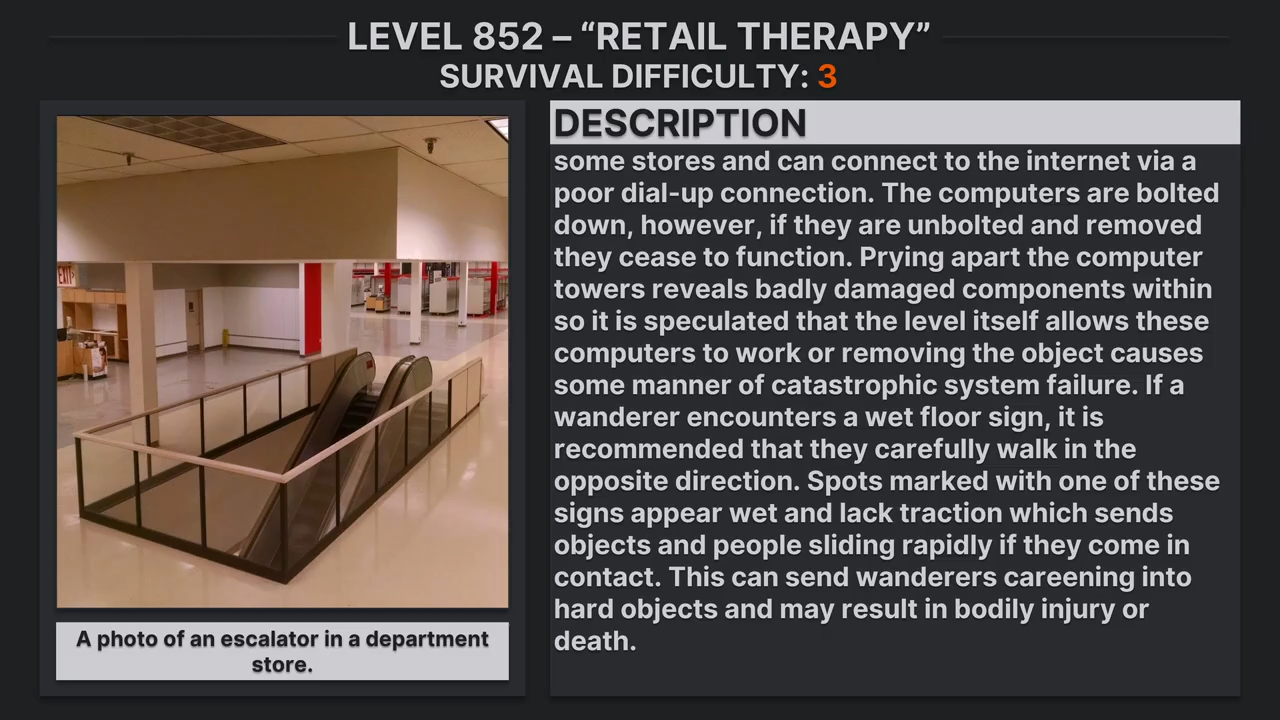 LEVEL 852 – “RETAIL THERAPY”
SURVIVAL DIFFICULTY: 3
EXIT
A photo of an escalator in a department
store.
DESCRIPTION
some stores and can connect to the internet via a
poor dial-up connection. The computers are bolted
down, however, if they are unbolted and removed
they cease to function. Prying apart the computer
towers reveals badly damaged components within
so it is speculated that the level itself allows these
computers to work or removing the object causes
some manner of catastrophic system failure. If a
wanderer encounters a wet floor sign, it is
recommended that they carefully walk in the
opposite direction. Spots marked with one of these
signs appear wet and lack traction which sends
objects and people sliding rapidly if they come in
contact. This can send wanderers careening into
hard objects and may result in bodily injury or
death.